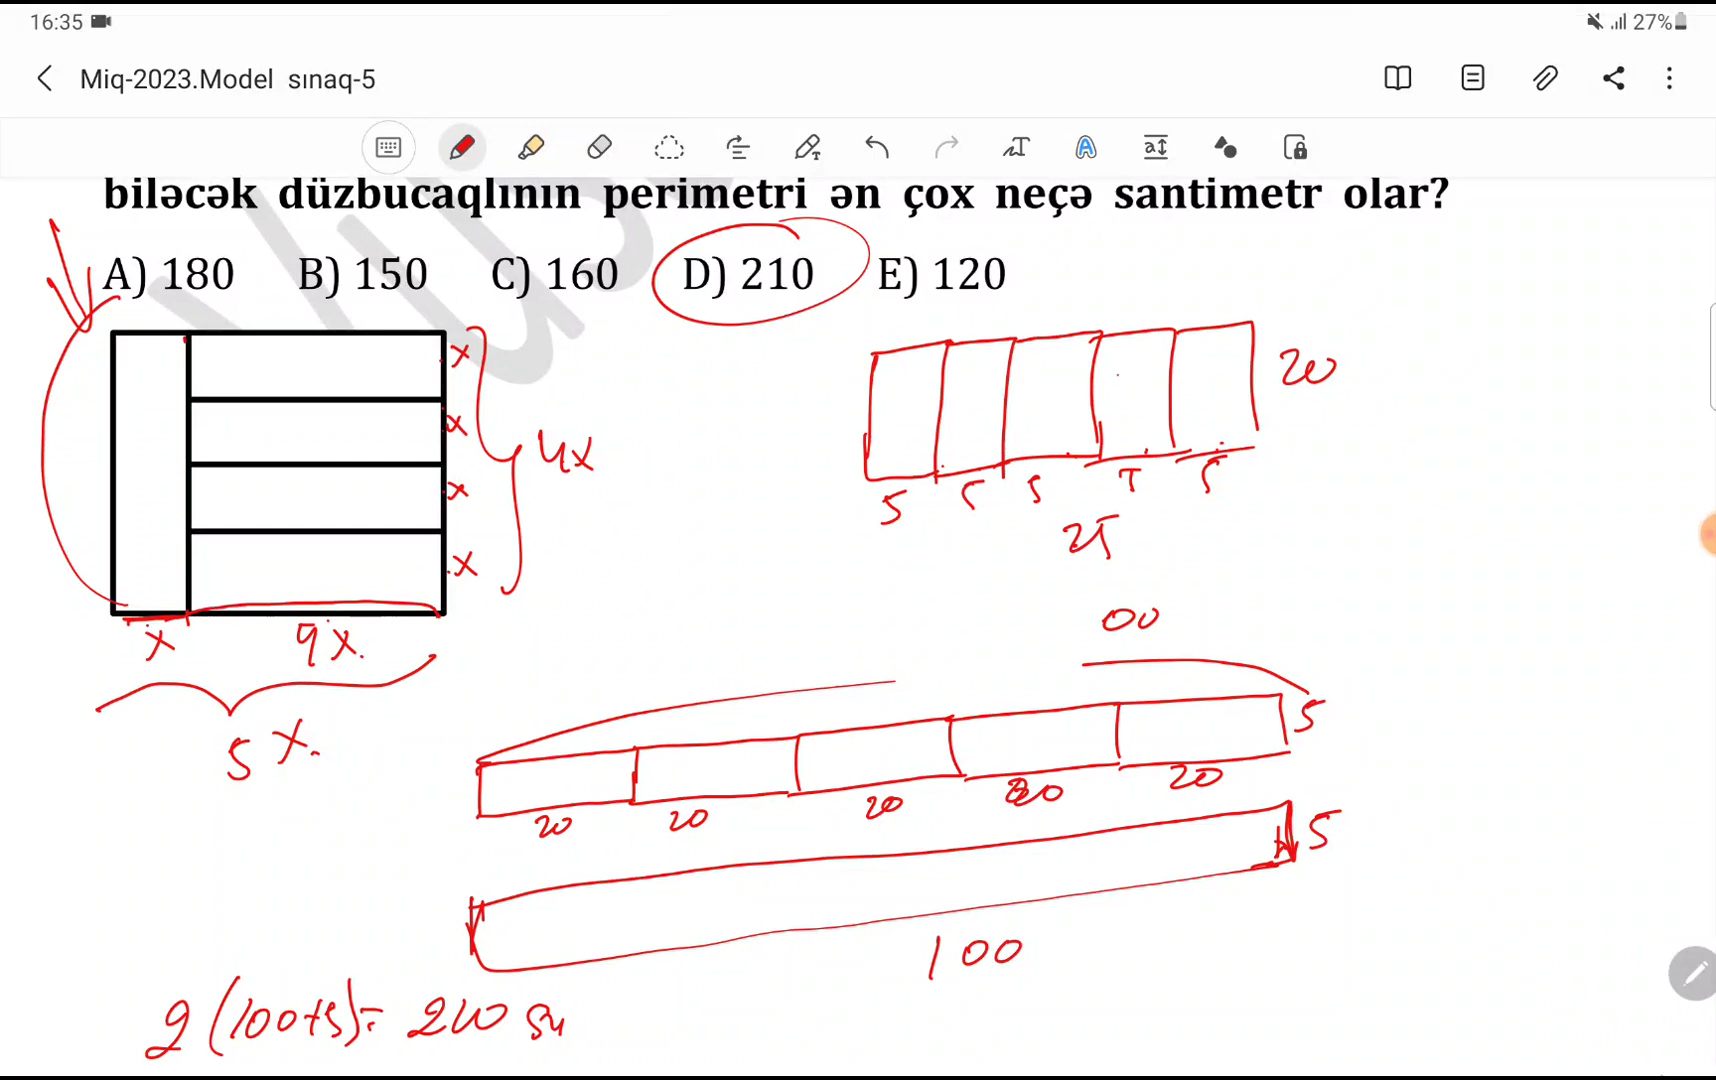 16:35
27%
Miq-2023.Model sınaq-5
biləcək düzbucaqlının perimetri ən çox neçə santimetr olar?
A) 180 B) 150 C) 160 D) 210 E) 120
x
x
x
x
4x
x 9x
5x
20
5 5 5 5 5
25
00
5
20 20 20 20 20
5
100
2(100+5)= 210 sm